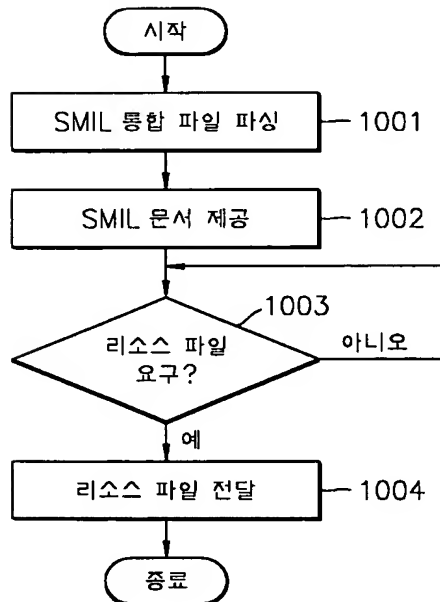 시작
SMIL 통합 파일 파싱
1001
SMIL 문서 제공
1002
1003
리소스 파일
요구?
아니오
예
리소스 파일 전달
1004
종료